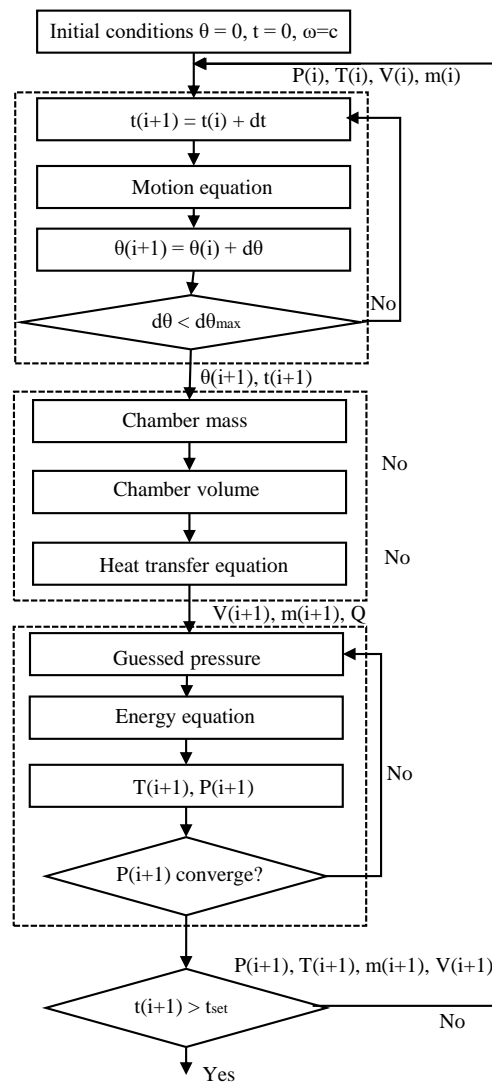 Initial conditions θ = 0, t = 0, ω=c
P(i), T(i), V(i), m(i)
t(i+1) = t(i) + dt
Motion equation
θ(i+1) = θ(i) + dθ
No
dθ < dθmax
θ(i+1), t(i+1)
Chamber mass
No
Chamber volume
No
Heat transfer equation
V(i+1), m(i+1), Q
Guessed pressure
Energy equation
No
T(i+1), P(i+1)
P(i+1) converge?
P(i+1), T(i+1), m(i+1), V(i+1)
t(i+1) > tset
No
Yes